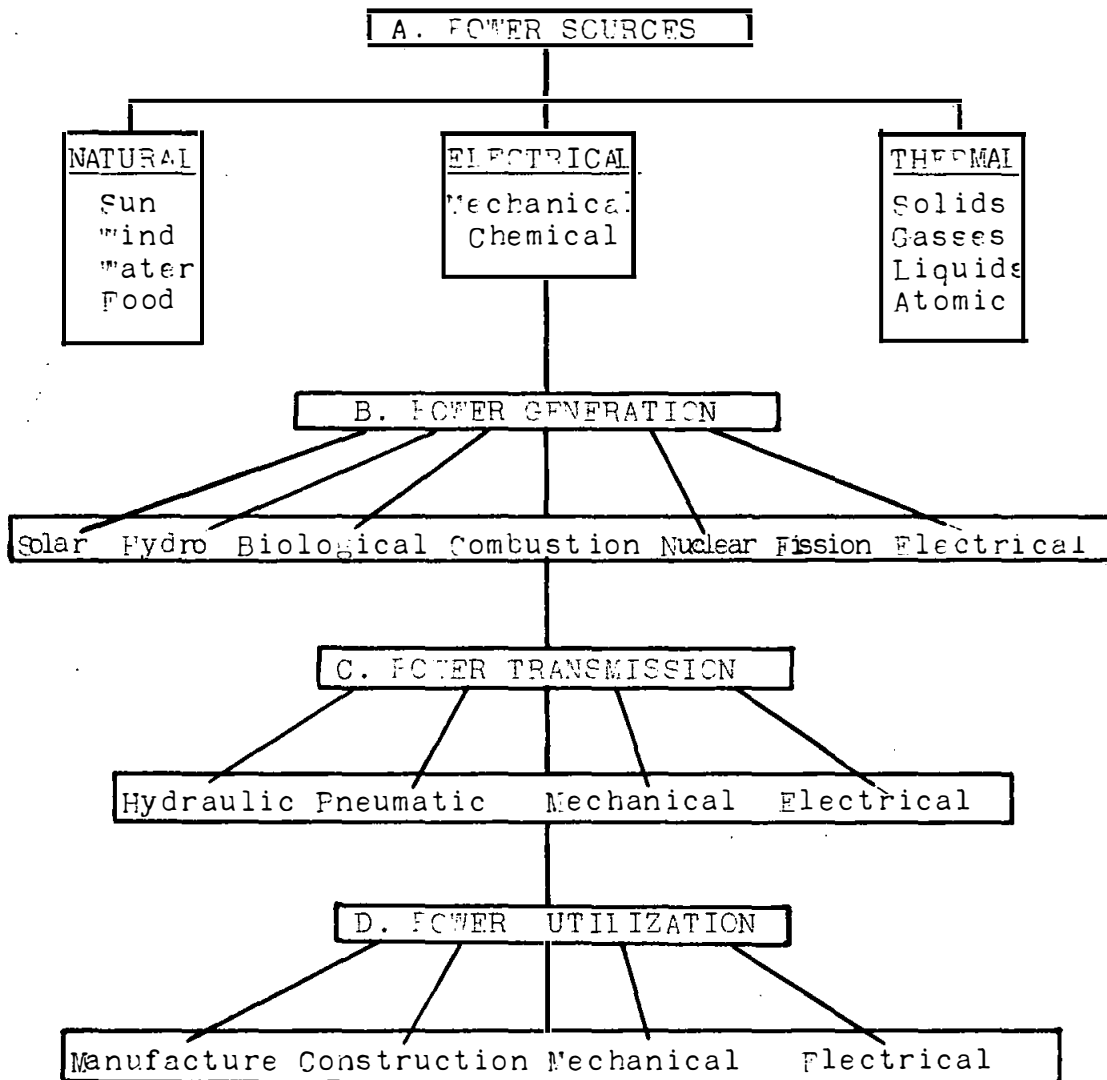 A. POWER SOURCES
NATURAL
Sun
Wind
Water
Food
ELECTRICAL
Mechanical
Chemical
THERMAL
Solids
Gasses
Liquids
Atomic
B. POWER GENERATION
Solar Hydro Biological Combustion Nuclear Fission Electrical
C. POWER TRANSMISSION
Hydraulic Pneumatic Mechanical Electrical
D. POWER UTILIZATION
Manufacture Construction Mechanical Electrical